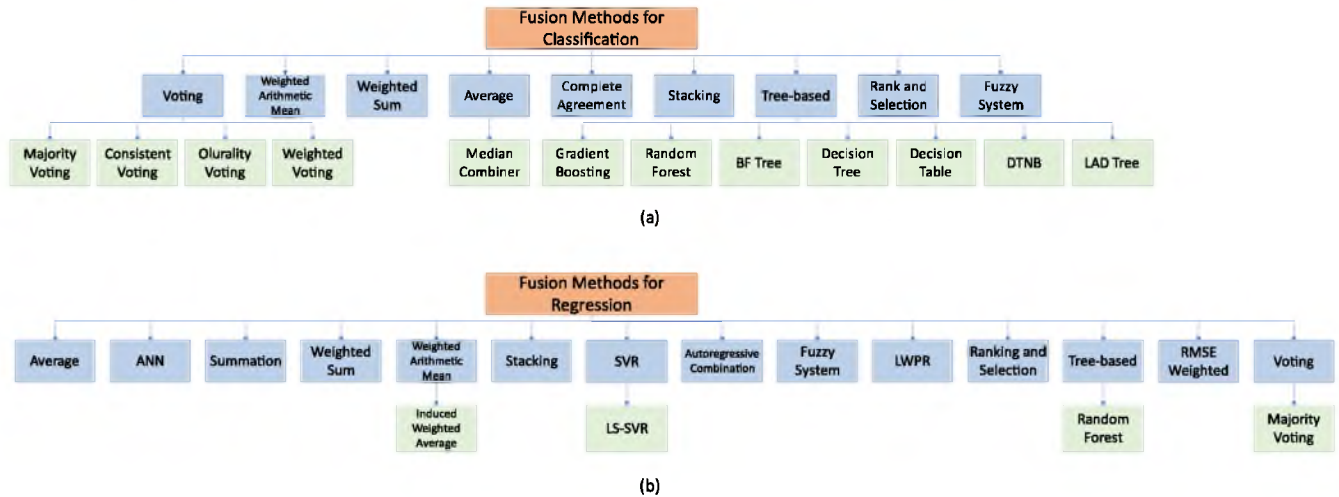 Fusion Methods for
Classification
Voting
Weighted
Arithmetic
Mean
Weighted
Sum
Average
Complete
Agreement
Stacking
Tree-based
Rank and
Selection
Fuzzy
System
Majority
Voting
Consistent
Voting
Olurality
Voting
Weighted
Voting
Median
Combiner
Gradient
Boosting
Random
Forest
BF Tree
Decision
Tree
Decision
Table
DTNB
LAD Tree
(a)
Fusion Methods for
Regression
Average
ANN
Summation
Weighted
Sum
Weighted
Arithmetic
Mean
Stacking
SVR
Autoregressive
Combination
Fuzzy
System
LWPR
Ranking and
Selection
Tree-based
RMSE
Weighted
Voting
Induced
Weighted
Average
LS-SVR
Random
Forest
Majority
Voting
(b)